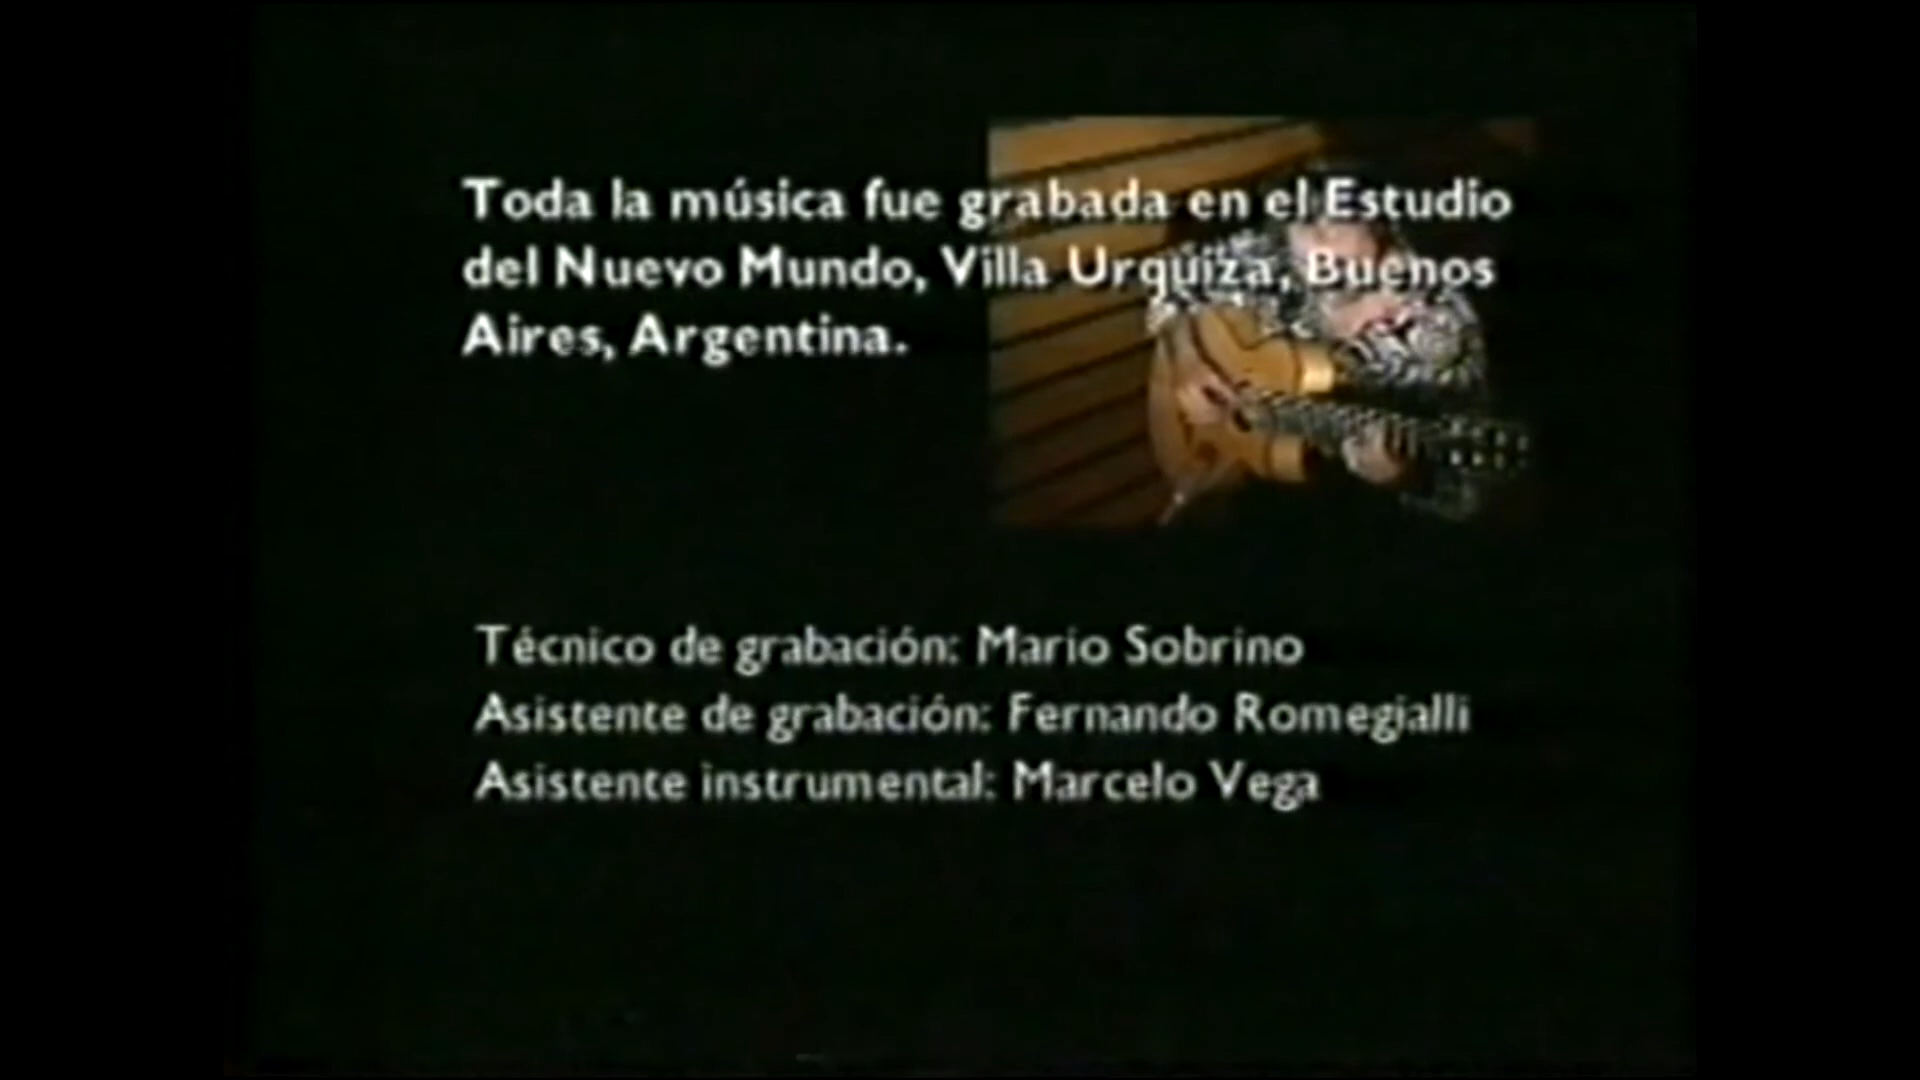 Toda la música fue grabada en el Estudio
del Nuevo Mundo, Villa Urquiza, Buenos
Aires, Argentina.
Técnico de grabación: Mario Sobrino
Asistente de grabación: Fernando Romegialli
Asistente instrumental: Marcelo Vega